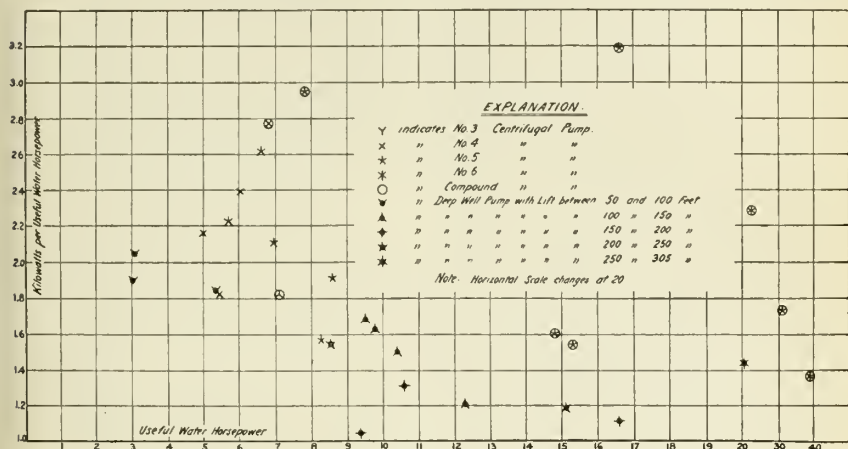 3.2
3.0
2.8
2.6
2.4
2.2
2.0
1.8
1.6
1.4
1.2
1.0
Kilowatts per Useful Water Horsepower
EXPLANATION.
indicates No. 3 Centrifugal Pump.
" No. 4 " "
" No. 5 " "
" No. 6 " "
" Compound " "
" Deep Well Pump with Lift between 50 and 100 Feet
" " " " " " " 100 " 150 "
" " " " " " " 150 " 200 "
" " " " " " " 200 " 250 "
" " " " " " " 250 " 305 "
Note: Horizontal Scale changes at 20
Useful Water Horsepower
1 2 3 4 5 6 7 8 9 10 11 12 13 14 15 16 17 18 19 20 30 40